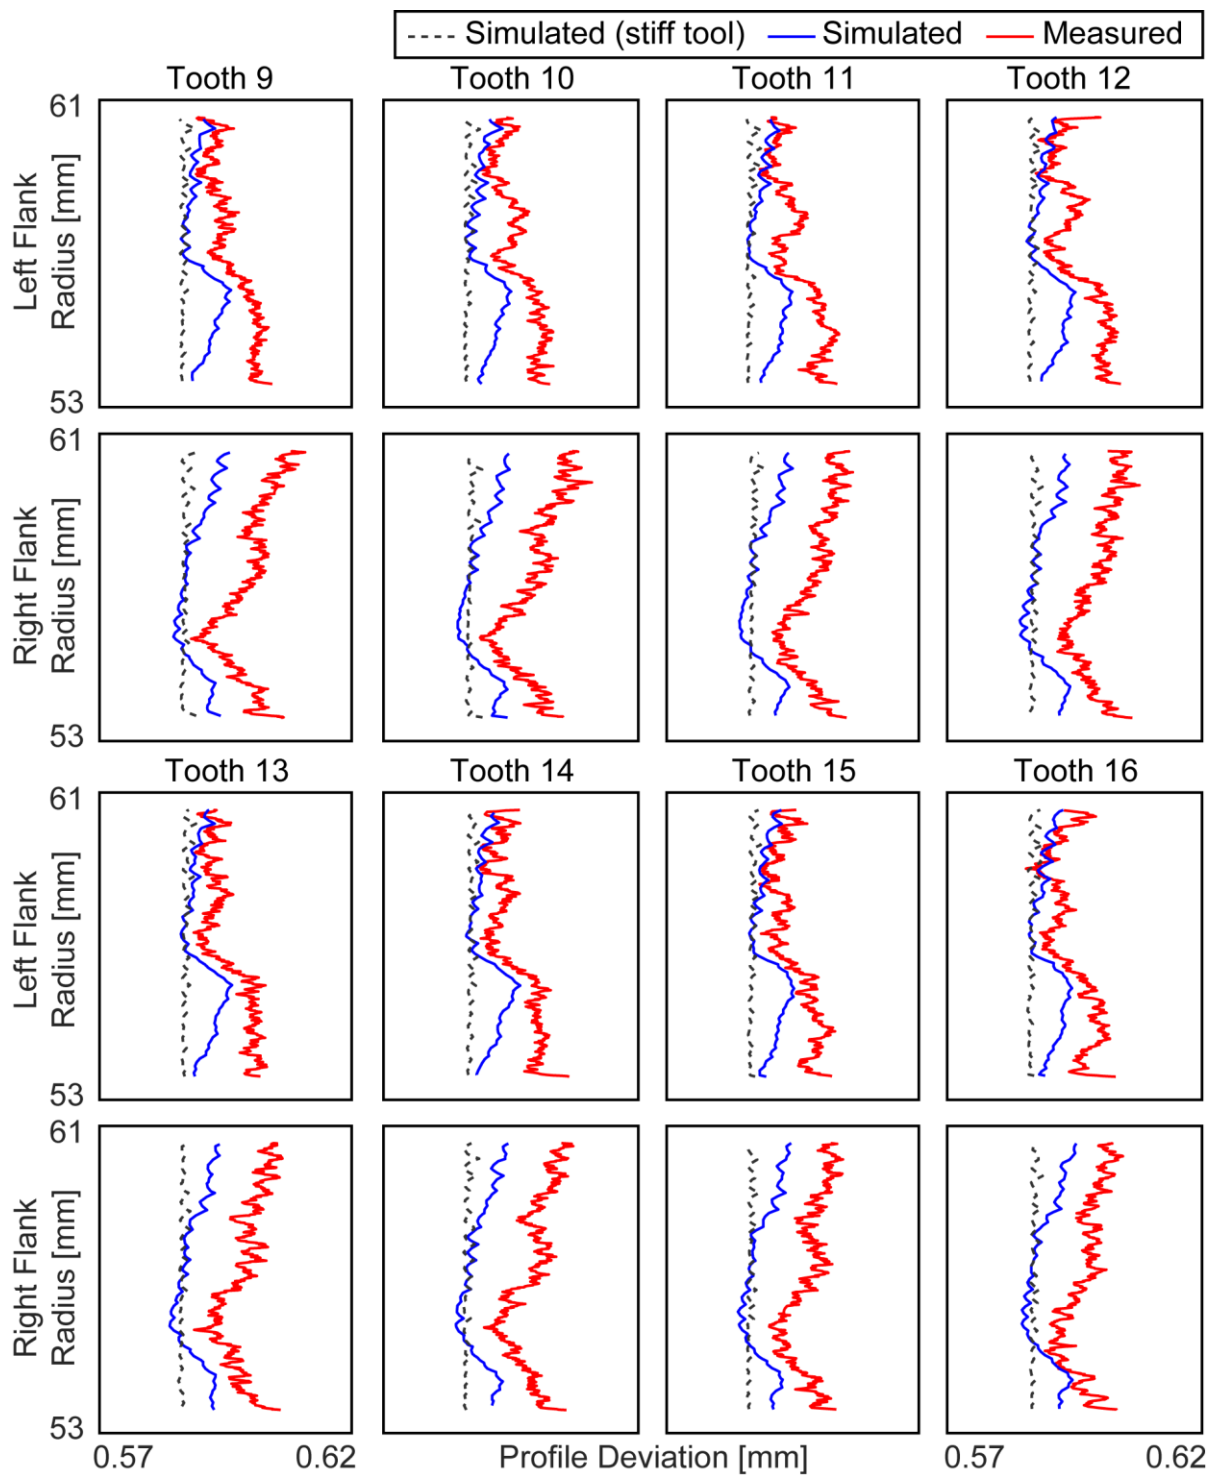 Simulated (stiff tool) Simulated Measured
Tooth 9 Tooth 10 Tooth 11 Tooth 12
61
Left Flank
Radius [mm]
53
61
Right Flank
Radius [mm]
53
Tooth 13 Tooth 14 Tooth 15 Tooth 16
61
Left Flank
Radius [mm]
53
61
Right Flank
Radius [mm]
53
0.57 0.62 Profile Deviation [mm] 0.57 0.62